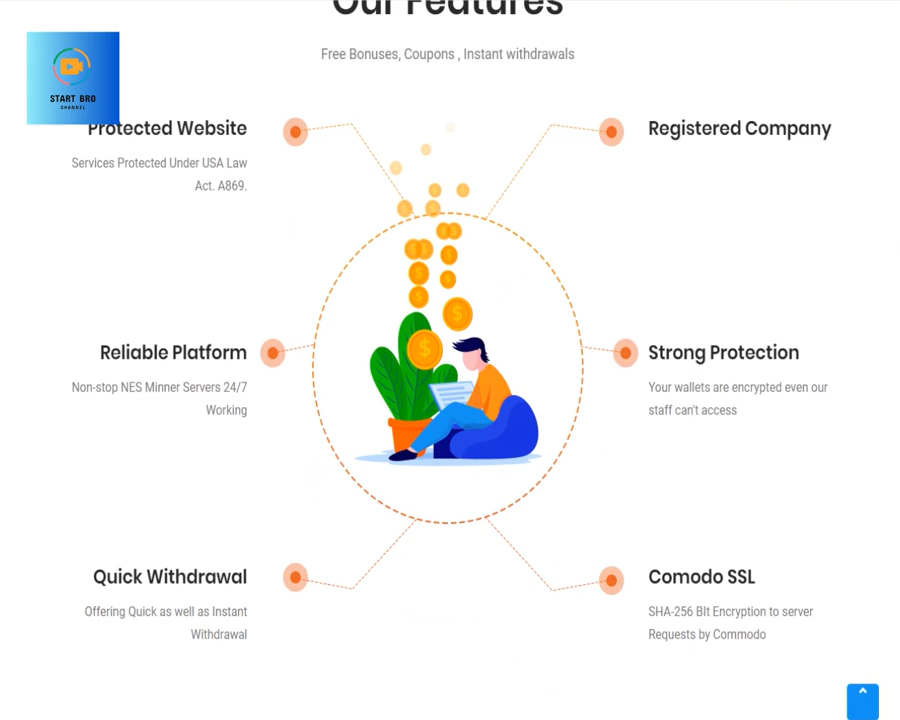 Our Features
Free Bonuses, Coupons , Instant withdrawals
START BRO
CHANNEL
Protected Website
Services Protected Under USA Law
Act. A869.
Registered Company
Reliable Platform
Non-stop NES Minner Servers 24/7
Working
Strong Protection
Your wallets are encrypted even our
staff can't access
Quick Withdrawal
Offering Quick as well as Instant
Withdrawal
Comodo SSL
SHA-256 BIt Encryption to server
Requests by Commodo